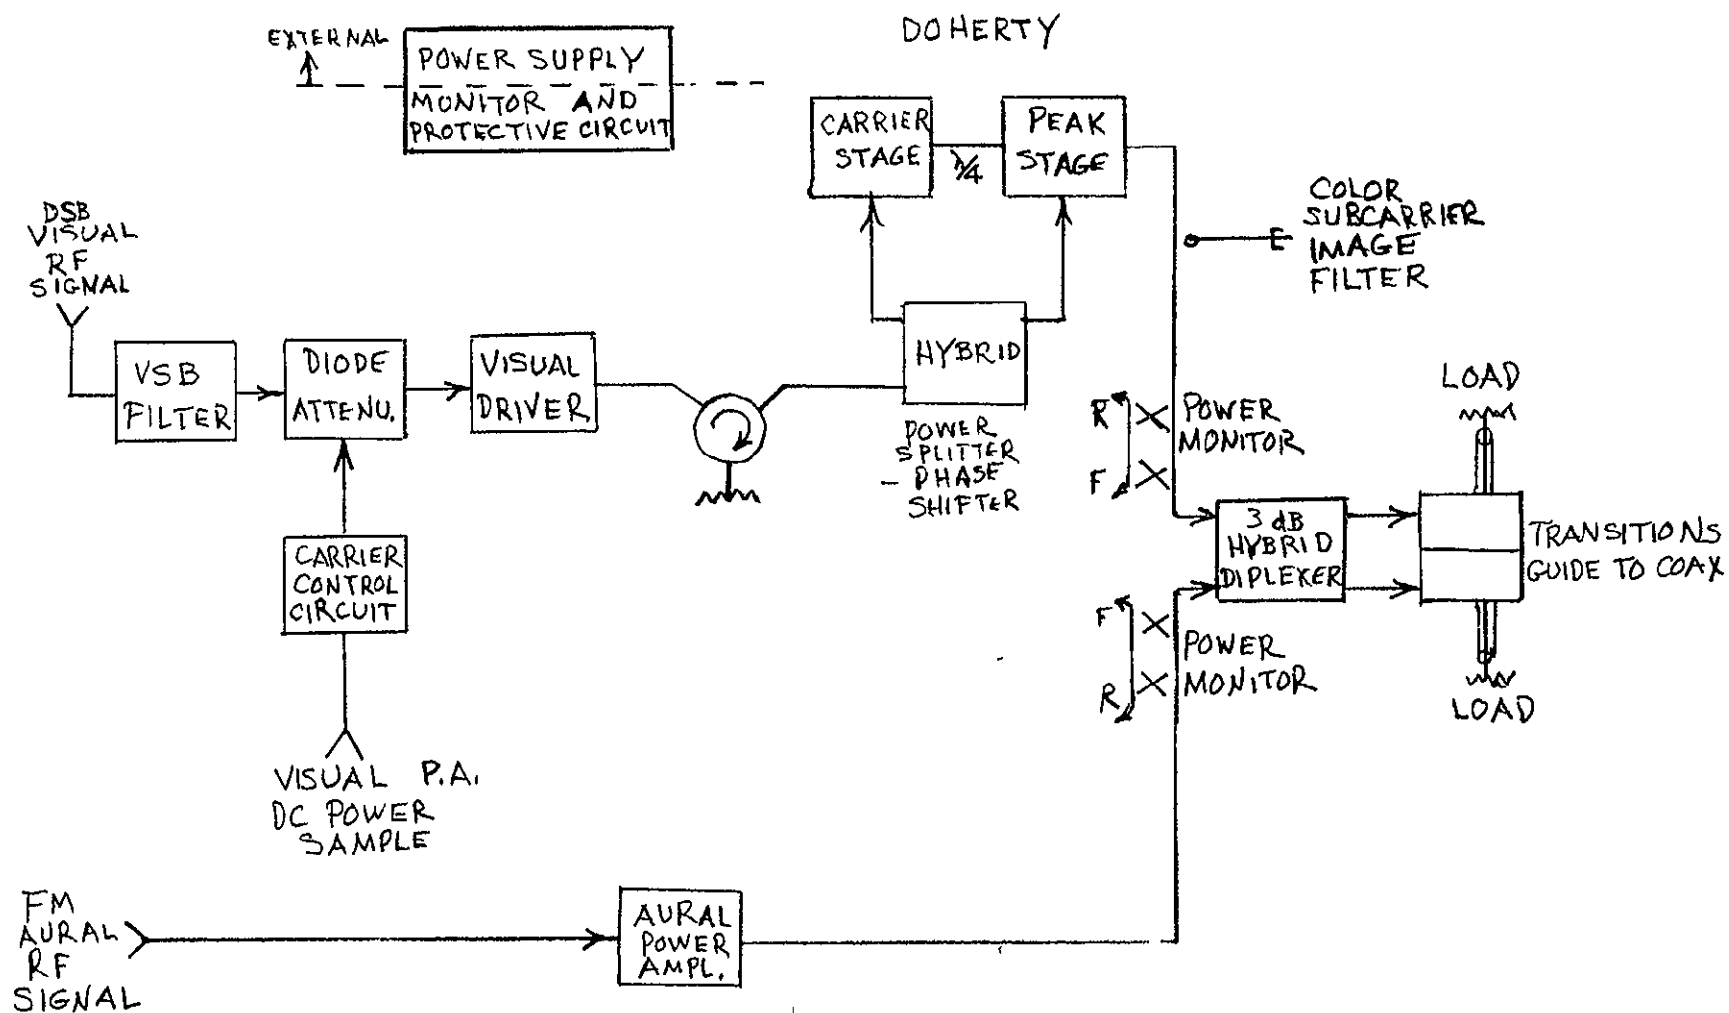 DOHERTY
EXTERNAL
POWER SUPPLY
MONITOR AND
PROTECTIVE CIRCUIT
CARRIER
STAGE
λ/4
PEAK
STAGE
COLOR
SUBCARRIER
IMAGE
FILTER
DSB
VISUAL
RF
SIGNAL
VSB
FILTER
DIODE
ATTENU.
VISUAL
DRIVER
HYBRID
POWER
SPLITTER
- PHASE
SHIFTER
R
F
POWER
MONITOR
LOAD
3 dB
HYBRID
DIPLEXER
TRANSITIONS
GUIDE TO COAX
CARRIER
CONTROL
CIRCUIT
F
R
POWER
MONITOR
LOAD
VISUAL P.A.
DC POWER
SAMPLE
FM
AURAL
RF
SIGNAL
AURAL
POWER
AMPL.